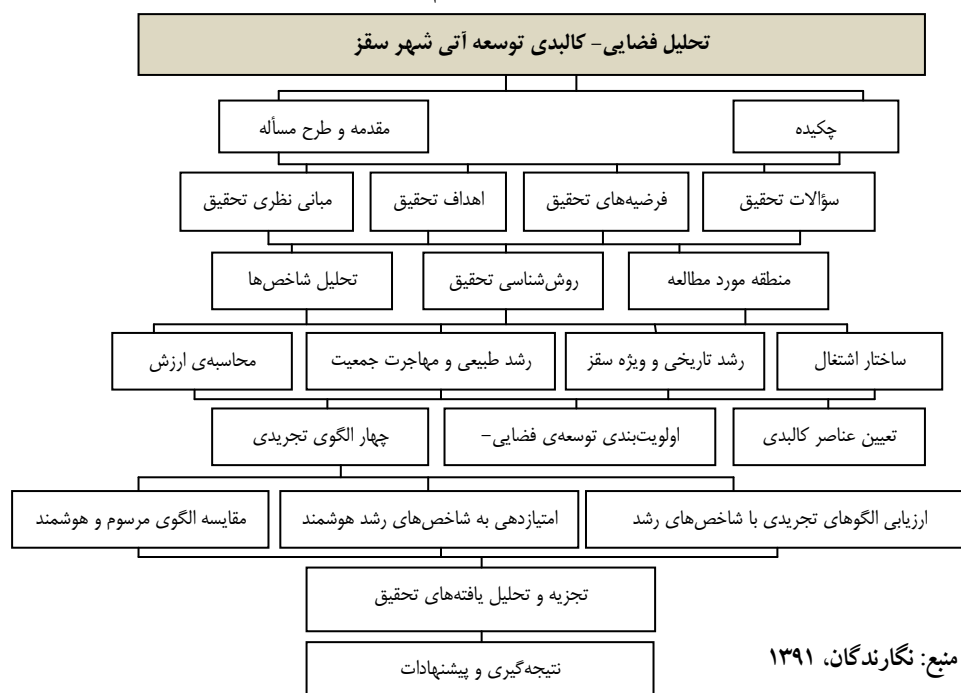 تحلیل فضایی- کالبدی توسعه آتی شهر سقز
چکیده
مقدمه و طرح مسأله
سؤالات تحقیق
فرضیه‌های تحقیق
اهداف تحقیق
مبانی نظری تحقیق
منطقه مورد مطالعه
روش‌شناسی تحقیق
تحلیل شاخص‌ها
ساختار اشتغال
رشد تاریخی و ویژه سقز
رشد طبیعی و مهاجرت جمعیت
محاسبه‌ی ارزش
تعیین عناصر کالبدی
اولویت‌بندی توسعه‌ی فضایی-
چهار الگوی تجریدی
ارزیابی الگوهای تجریدی با شاخص‌های رشد
امتیازدهی به شاخص‌های رشد هوشمند
مقایسه الگوی مرسوم و هوشمند
تجزیه و تحلیل یافته‌های تحقیق
نتیجه‌گیری و پیشنهادات
منبع: نگارندگان، ۱۳۹۱